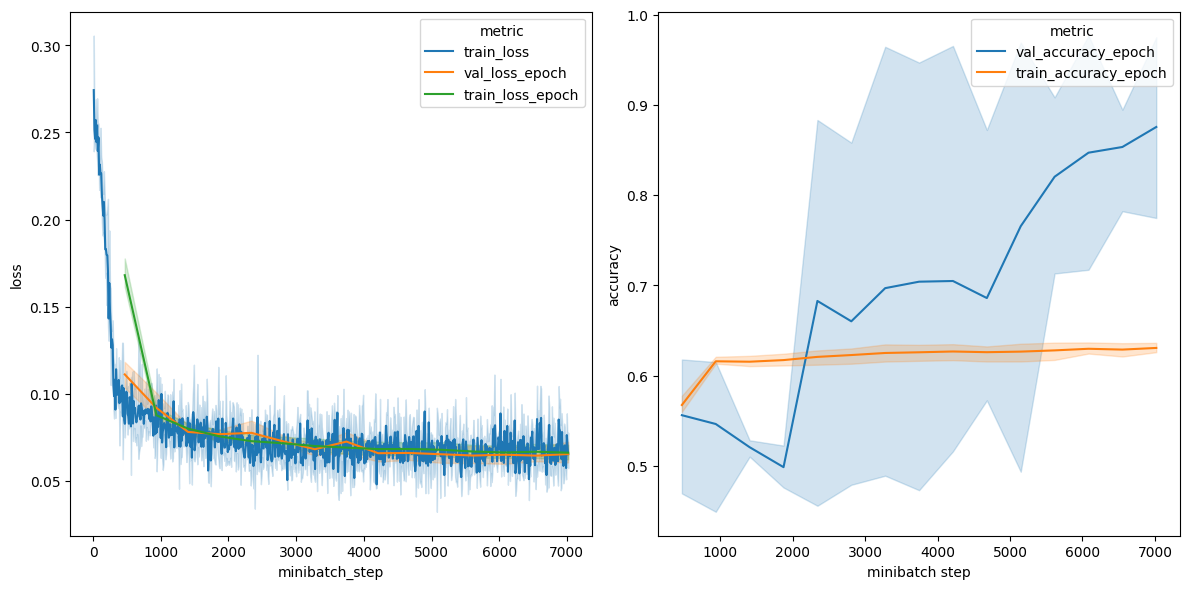 metric
train_loss
val_loss_epoch
train_loss_epoch
0.30
0.25
0.20
0.15
0.10
0.05
loss
0 1000 2000 3000 4000 5000 6000 7000
minibatch_step
metric
val_accuracy_epoch
train_accuracy_epoch
1.0
0.9
0.8
0.7
0.6
0.5
accuracy
1000 2000 3000 4000 5000 6000 7000
minibatch step